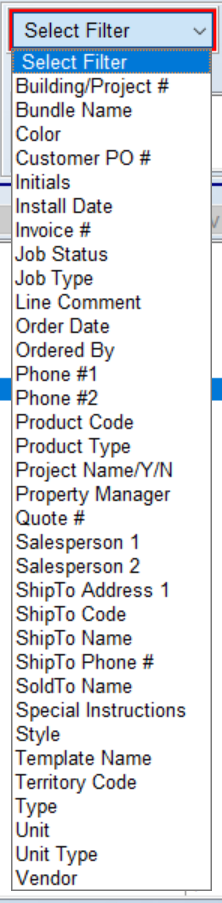 Select Filter
Select Filter
Building/Project #
Bundle Name
Color
Customer PO #
Initials
Install Date
Invoice #
Job Status
Job Type
Line Comment
Order Date
Ordered By
Phone #1
Phone #2
Product Code
Product Type
Project Name/Y/N
Property Manager
Quote #
Salesperson 1
Salesperson 2
ShipTo Address 1
ShipTo Code
ShipTo Name
ShipTo Phone #
SoldTo Name
Special Instructions
Style
Template Name
Territory Code
Type
Unit
Unit Type
Vendor